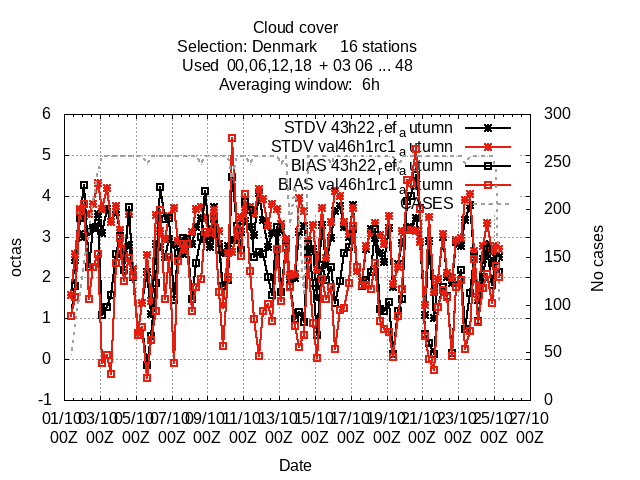 Cloud cover
Selection: Denmark 16 stations
Used 00,06,12,18 + 03 06 ... 48
Averaging window: 6h
6 300
STDV 43h22_ref_autumn
STDV val46h1rc1_autumn
5 250
BIAS 43h22_ref_autumn
BIAS val46h1rc1_autumn
4 CASES 200
3 150
octas No cases
2
1 100
0 50
-1 0
01/10 03/10 05/10 07/10 09/10 11/10 13/10 15/10 17/10 19/10 21/10 23/10 25/10 27/10
00Z 00Z 00Z 00Z 00Z 00Z 00Z 00Z 00Z 00Z 00Z 00Z 00Z 00Z
Date